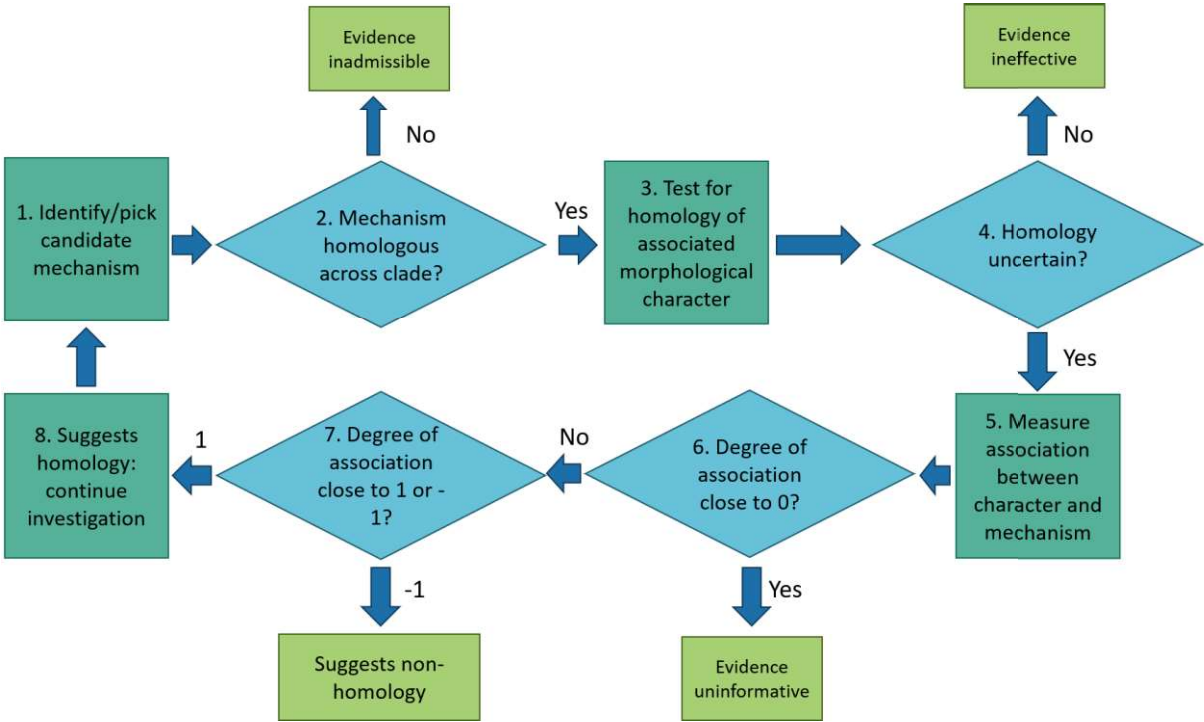 Evidence
inadmissible
Evidence
ineffective
No
No
1. Identify/pick
candidate
mechanism
2. Mechanism
homologous
across clade?
Yes
3. Test for
homology of
associated
morphological
character
4. Homology
uncertain?
Yes
8. Suggests
homology:
continue
investigation
1
7. Degree of
association
close to 1 or -
1?
No
6. Degree of
association
close to 0?
5. Measure
association
between
character and
mechanism
-1
Yes
Suggests non-
homology
Evidence
uninformative